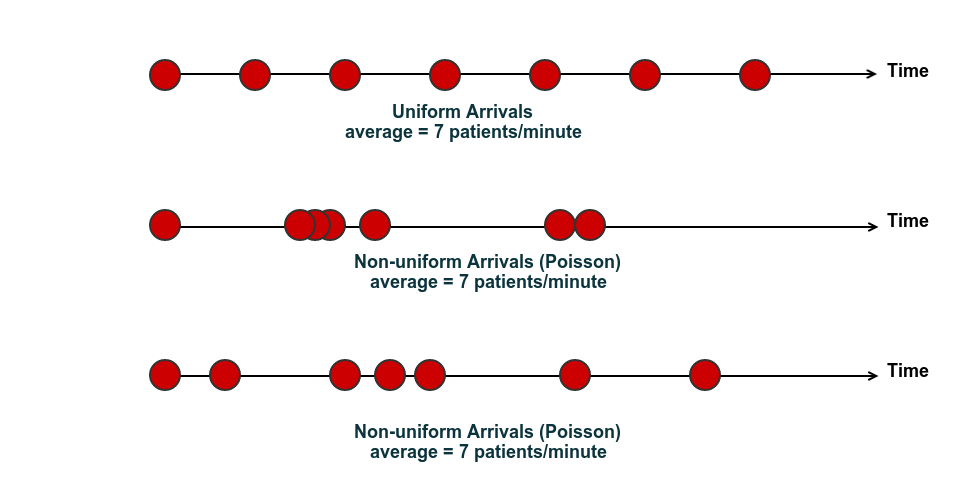 Time
Uniform Arrivals
average = 7 patients/minute
Time
Non-uniform Arrivals (Poisson)
average = 7 patients/minute
Time
Non-uniform Arrivals (Poisson)
average = 7 patients/minute